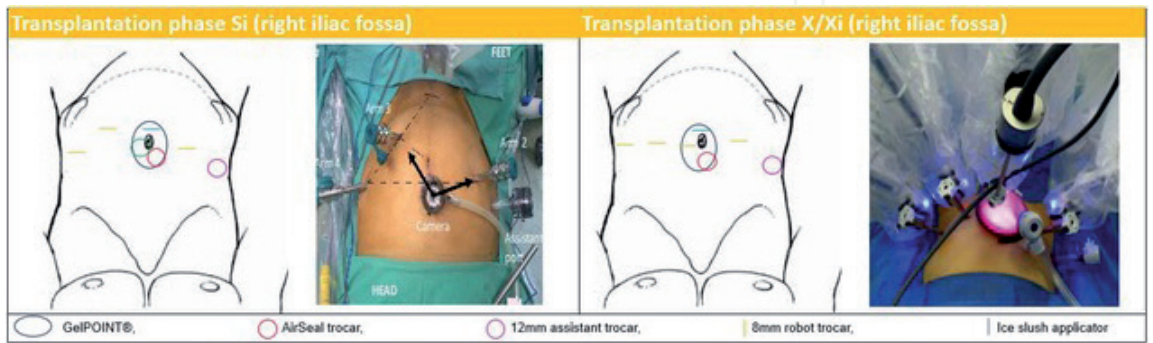 Transplantation phase Si (right iliac fossa)
Transplantation phase X/Xi (right iliac fossa)
FEET
Arm 3
Arm 2
Arm 4
Camera
Assistant
port
HEAD
GelPOINT®,
AirSeal trocar,
12mm assistant trocar,
8mm robot trocar,
Ice slush applicator